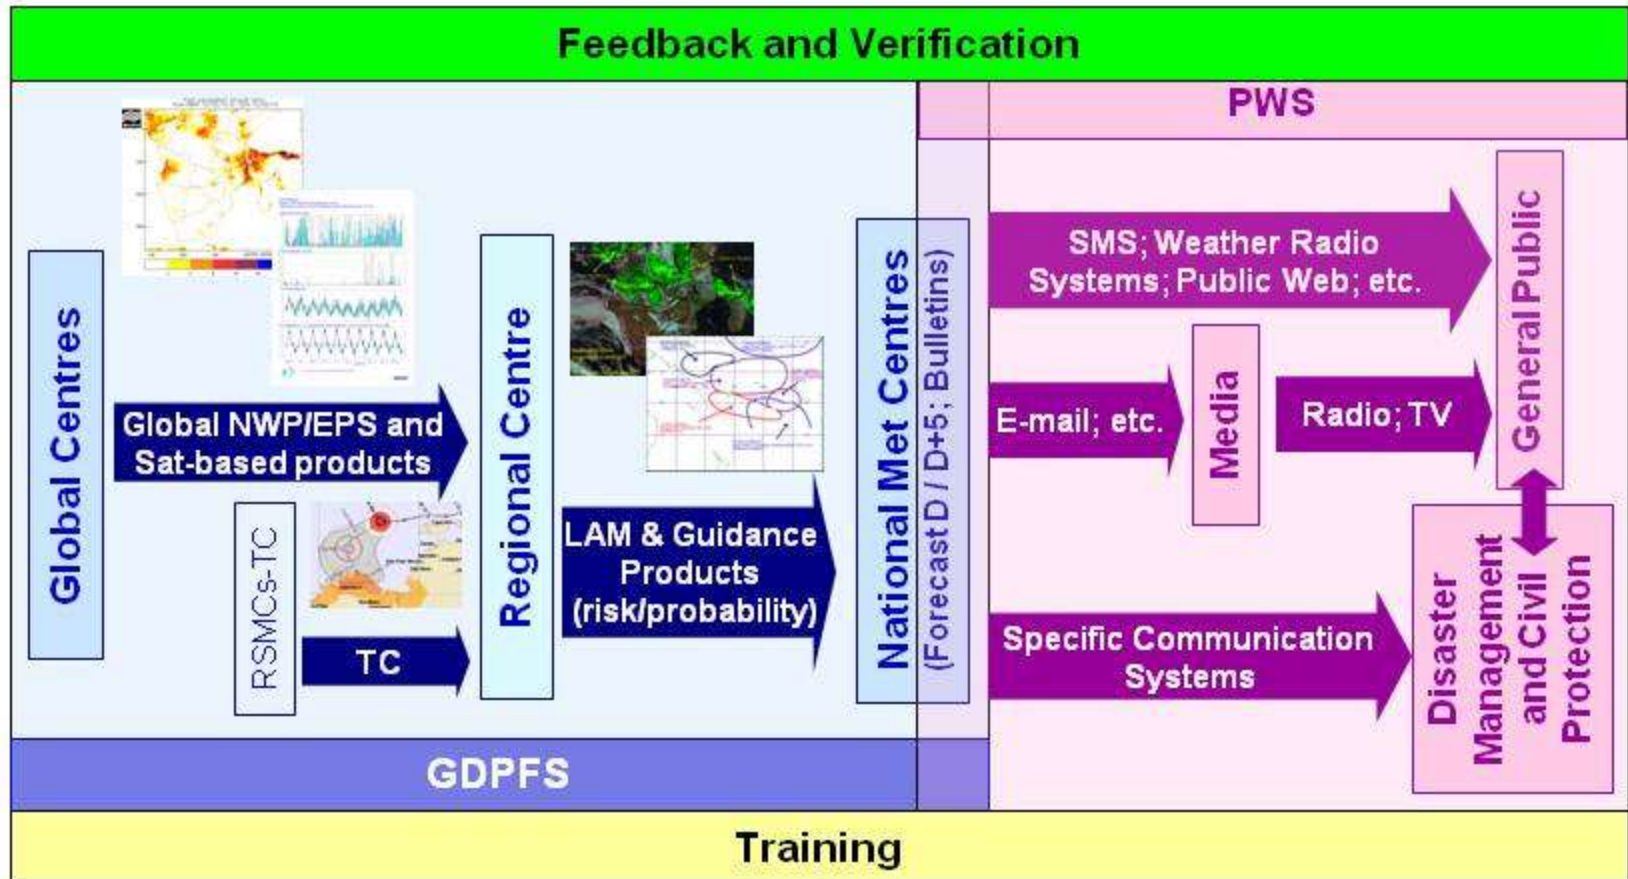 Feedback and Verification
PWS
Global Centres
Global NWP/EPS and
Sat-based products
RSMCs-TC
TC
Regional Centre
LAM & Guidance
Products
(risk/probability)
National Met Centres
(Forecast D / D+5; Bulletins)
SMS; Weather Radio
Systems; Public Web; etc.
E-mail; etc.
Media
Radio; TV
General Public
Specific Communication
Systems
Disaster
Management
and Civil
Protection
GDPFS
Training